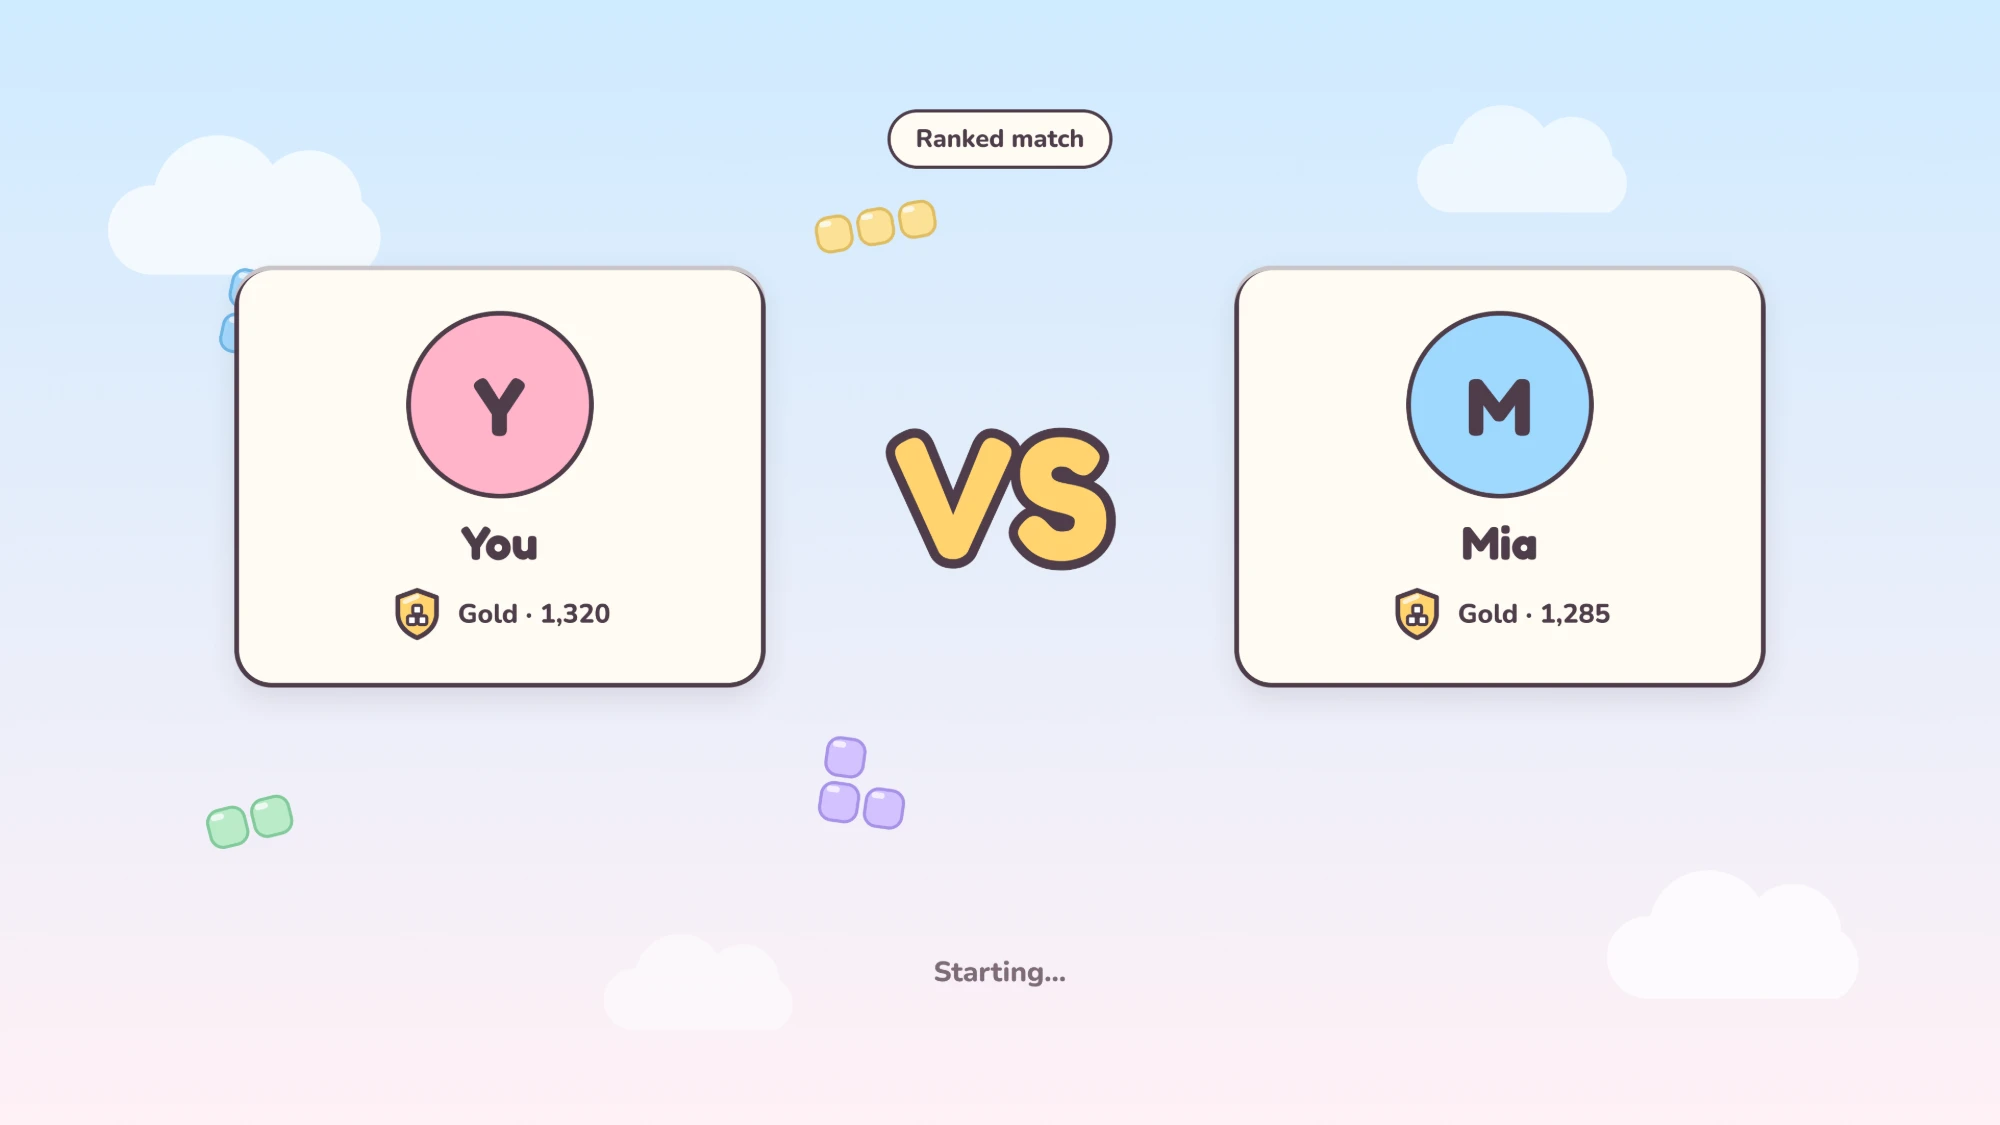 Ranked match
Y
You
Gold · 1,320
VS
M
Mia
Gold · 1,285
Starting...